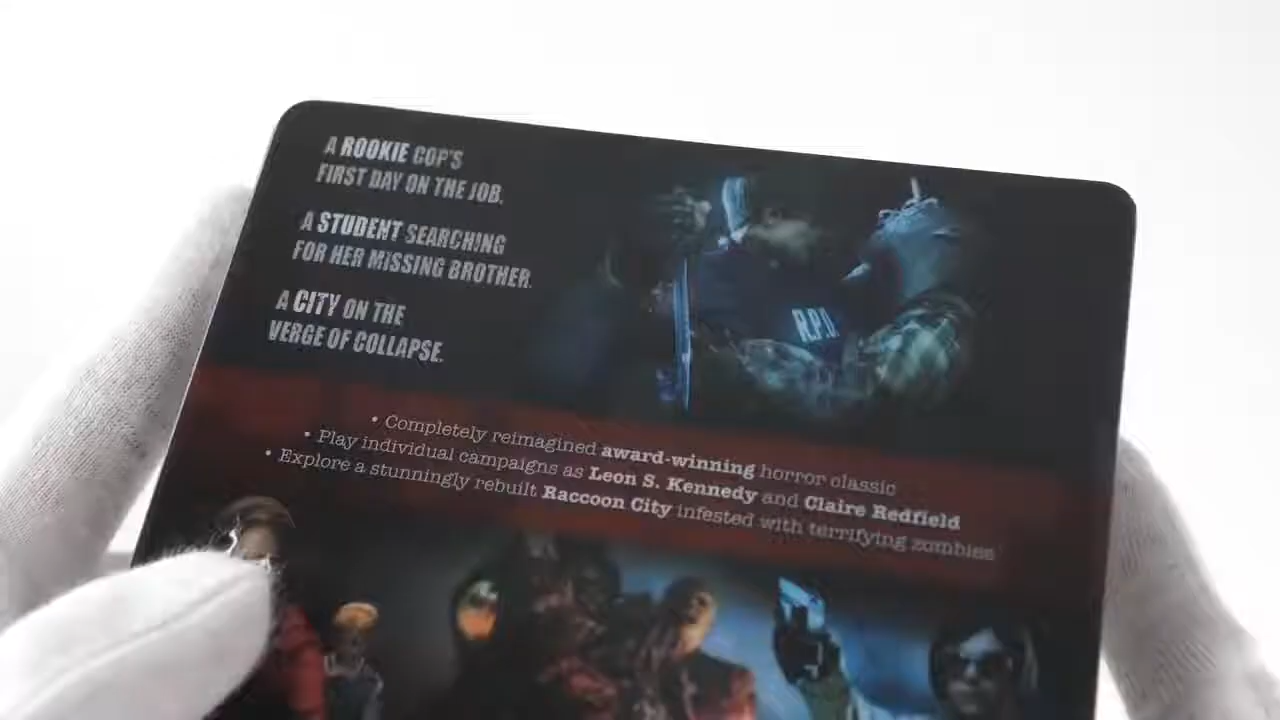 A ROOKIE COP'S
FIRST DAY ON THE JOB.
A STUDENT SEARCHING
FOR HER MISSING BROTHER.
A CITY ON THE
VERGE OF COLLAPSE.
R.P.D.
• Completely reimagined award-winning horror classic
• Play individual campaigns as Leon S. Kennedy and Claire Redfield
• Explore a stunningly rebuilt Raccoon City infested with terrifying zombies